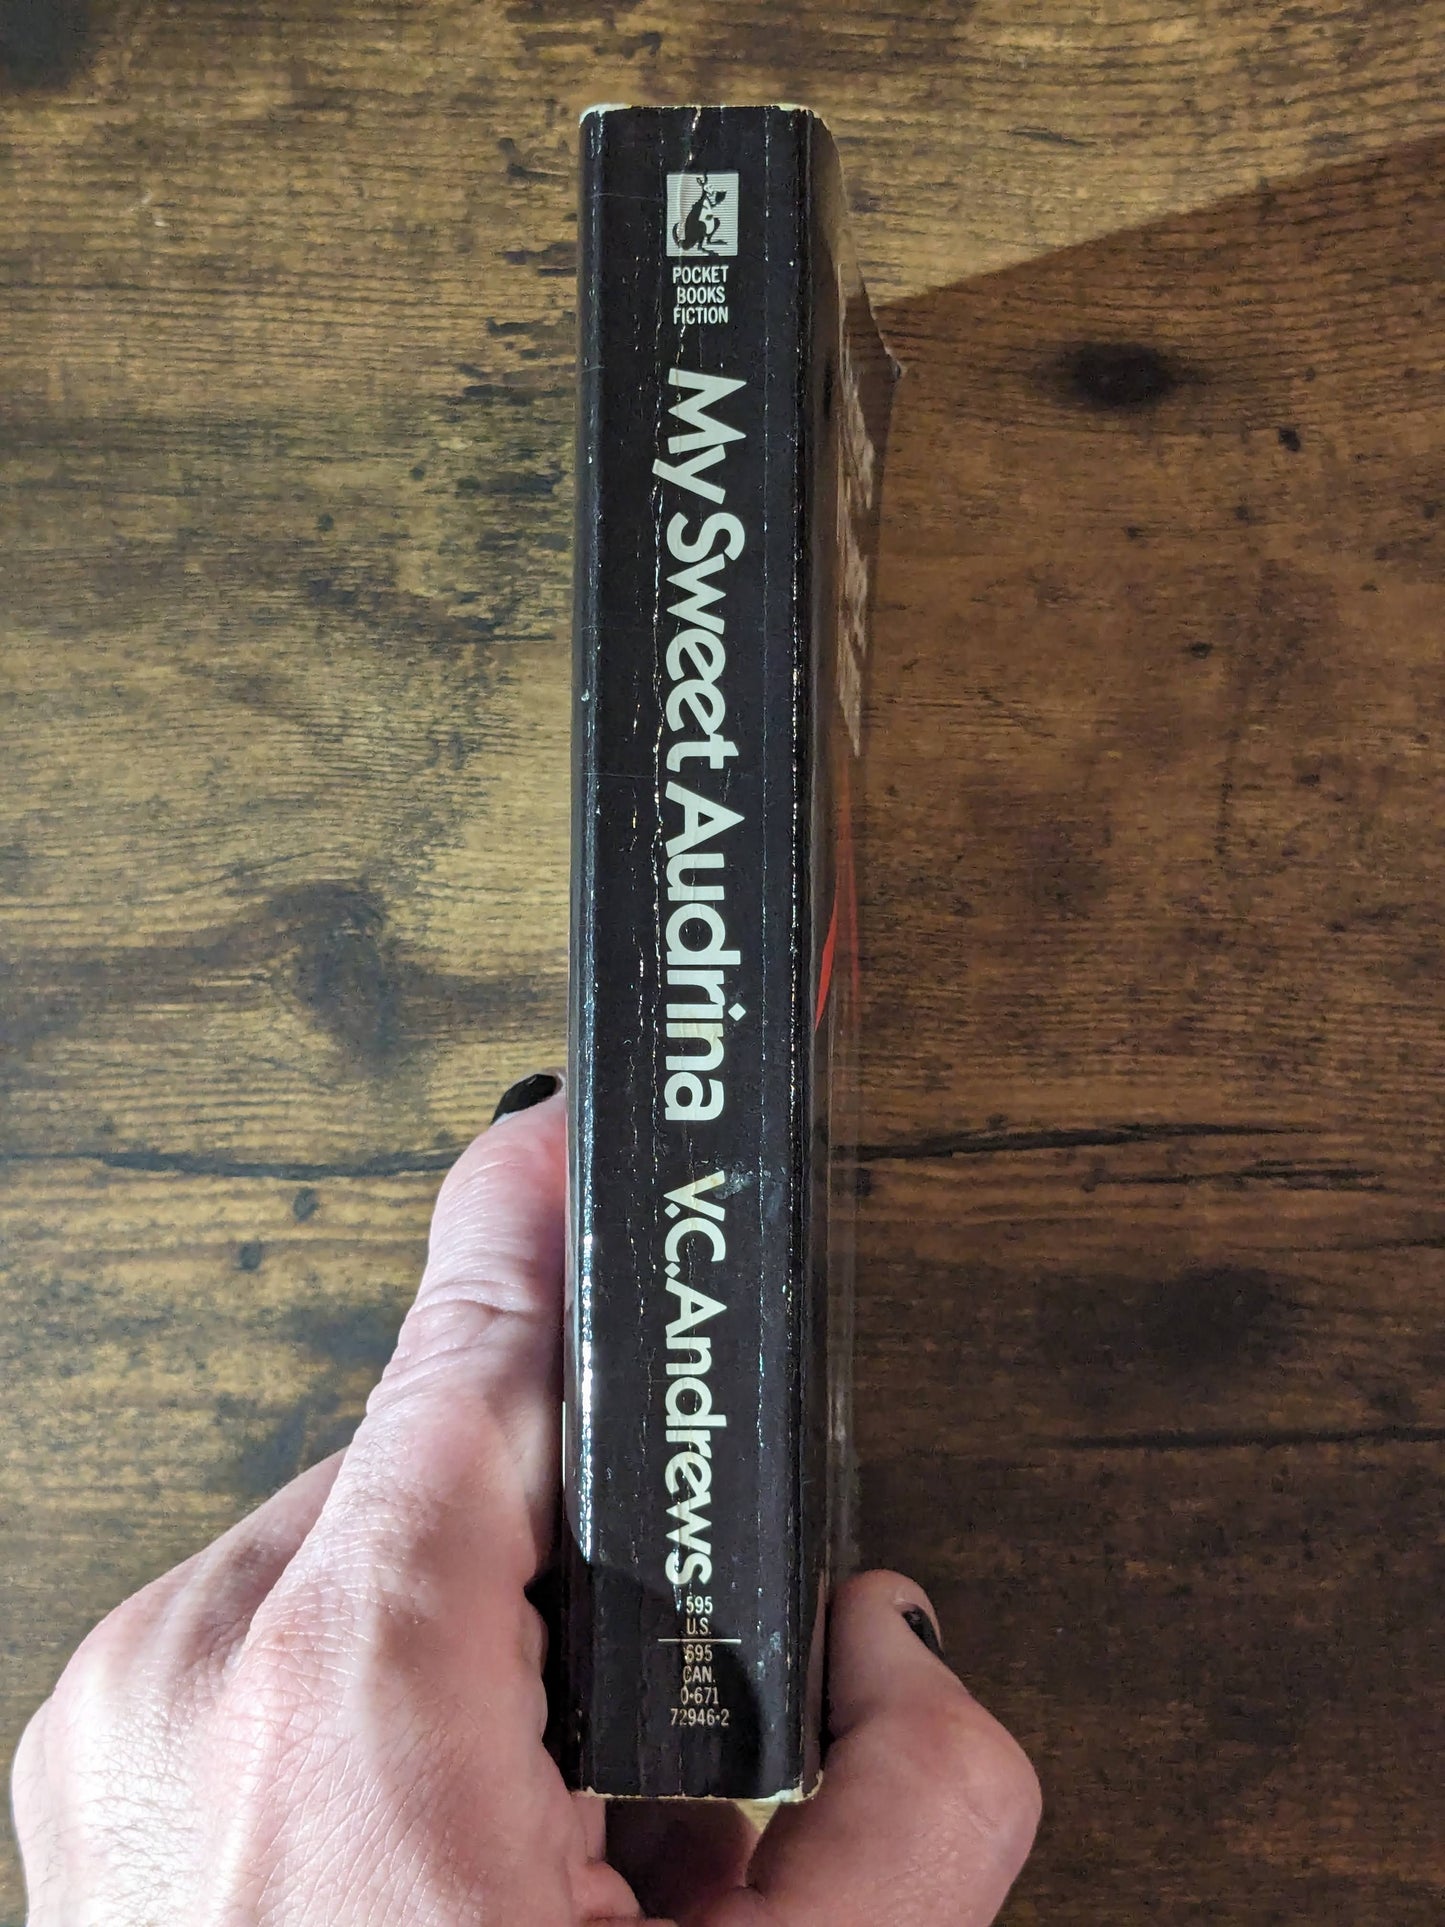 POCKET
BOOKS
FICTION
My Sweet Audrina V.C. Andrews
595
U.S.
695
CAN.
0•671
72946•2